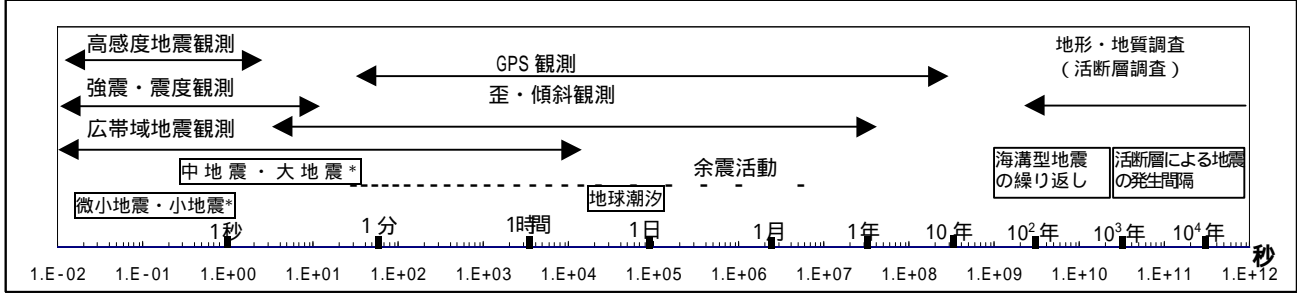 高感度地震観測
GPS 観測
地形・地質調査
（活断層調査）
強震・震度観測
歪・傾斜観測
広帯域地震観測
中地震・大地震*
余震活動
海溝型地震
の繰り返し
活断層による地震
の発生間隔
微小地震・小地震*
地球潮汐
1秒 1分 1時間 1日 1月 1年 10年 10²年 10³年 10⁴年
秒
1.E-02 1.E-01 1.E+00 1.E+01 1.E+02 1.E+03 1.E+04 1.E+05 1.E+06 1.E+07 1.E+08 1.E+09 1.E+10 1.E+11 1.E+12